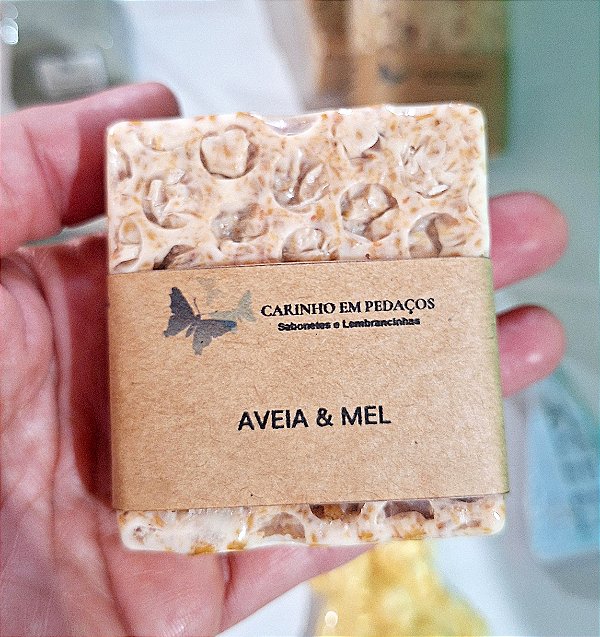 CARINHO EM PEDAÇOS
Sabonetes e Lembrancinhas
AVEIA & MEL